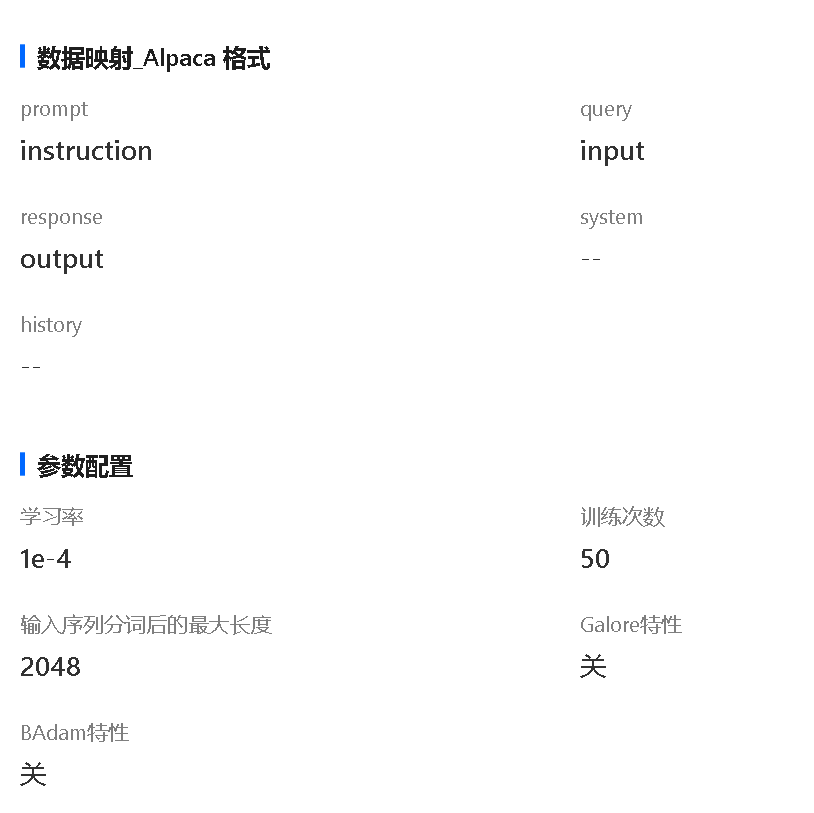 数据映射_Alpaca 格式
prompt
query
instruction
input
response
system
output
--
history
--
参数配置
学习率
训练次数
1e-4
50
输入序列分词后的最大长度
Galore特性
2048
关
BAdam特性
关